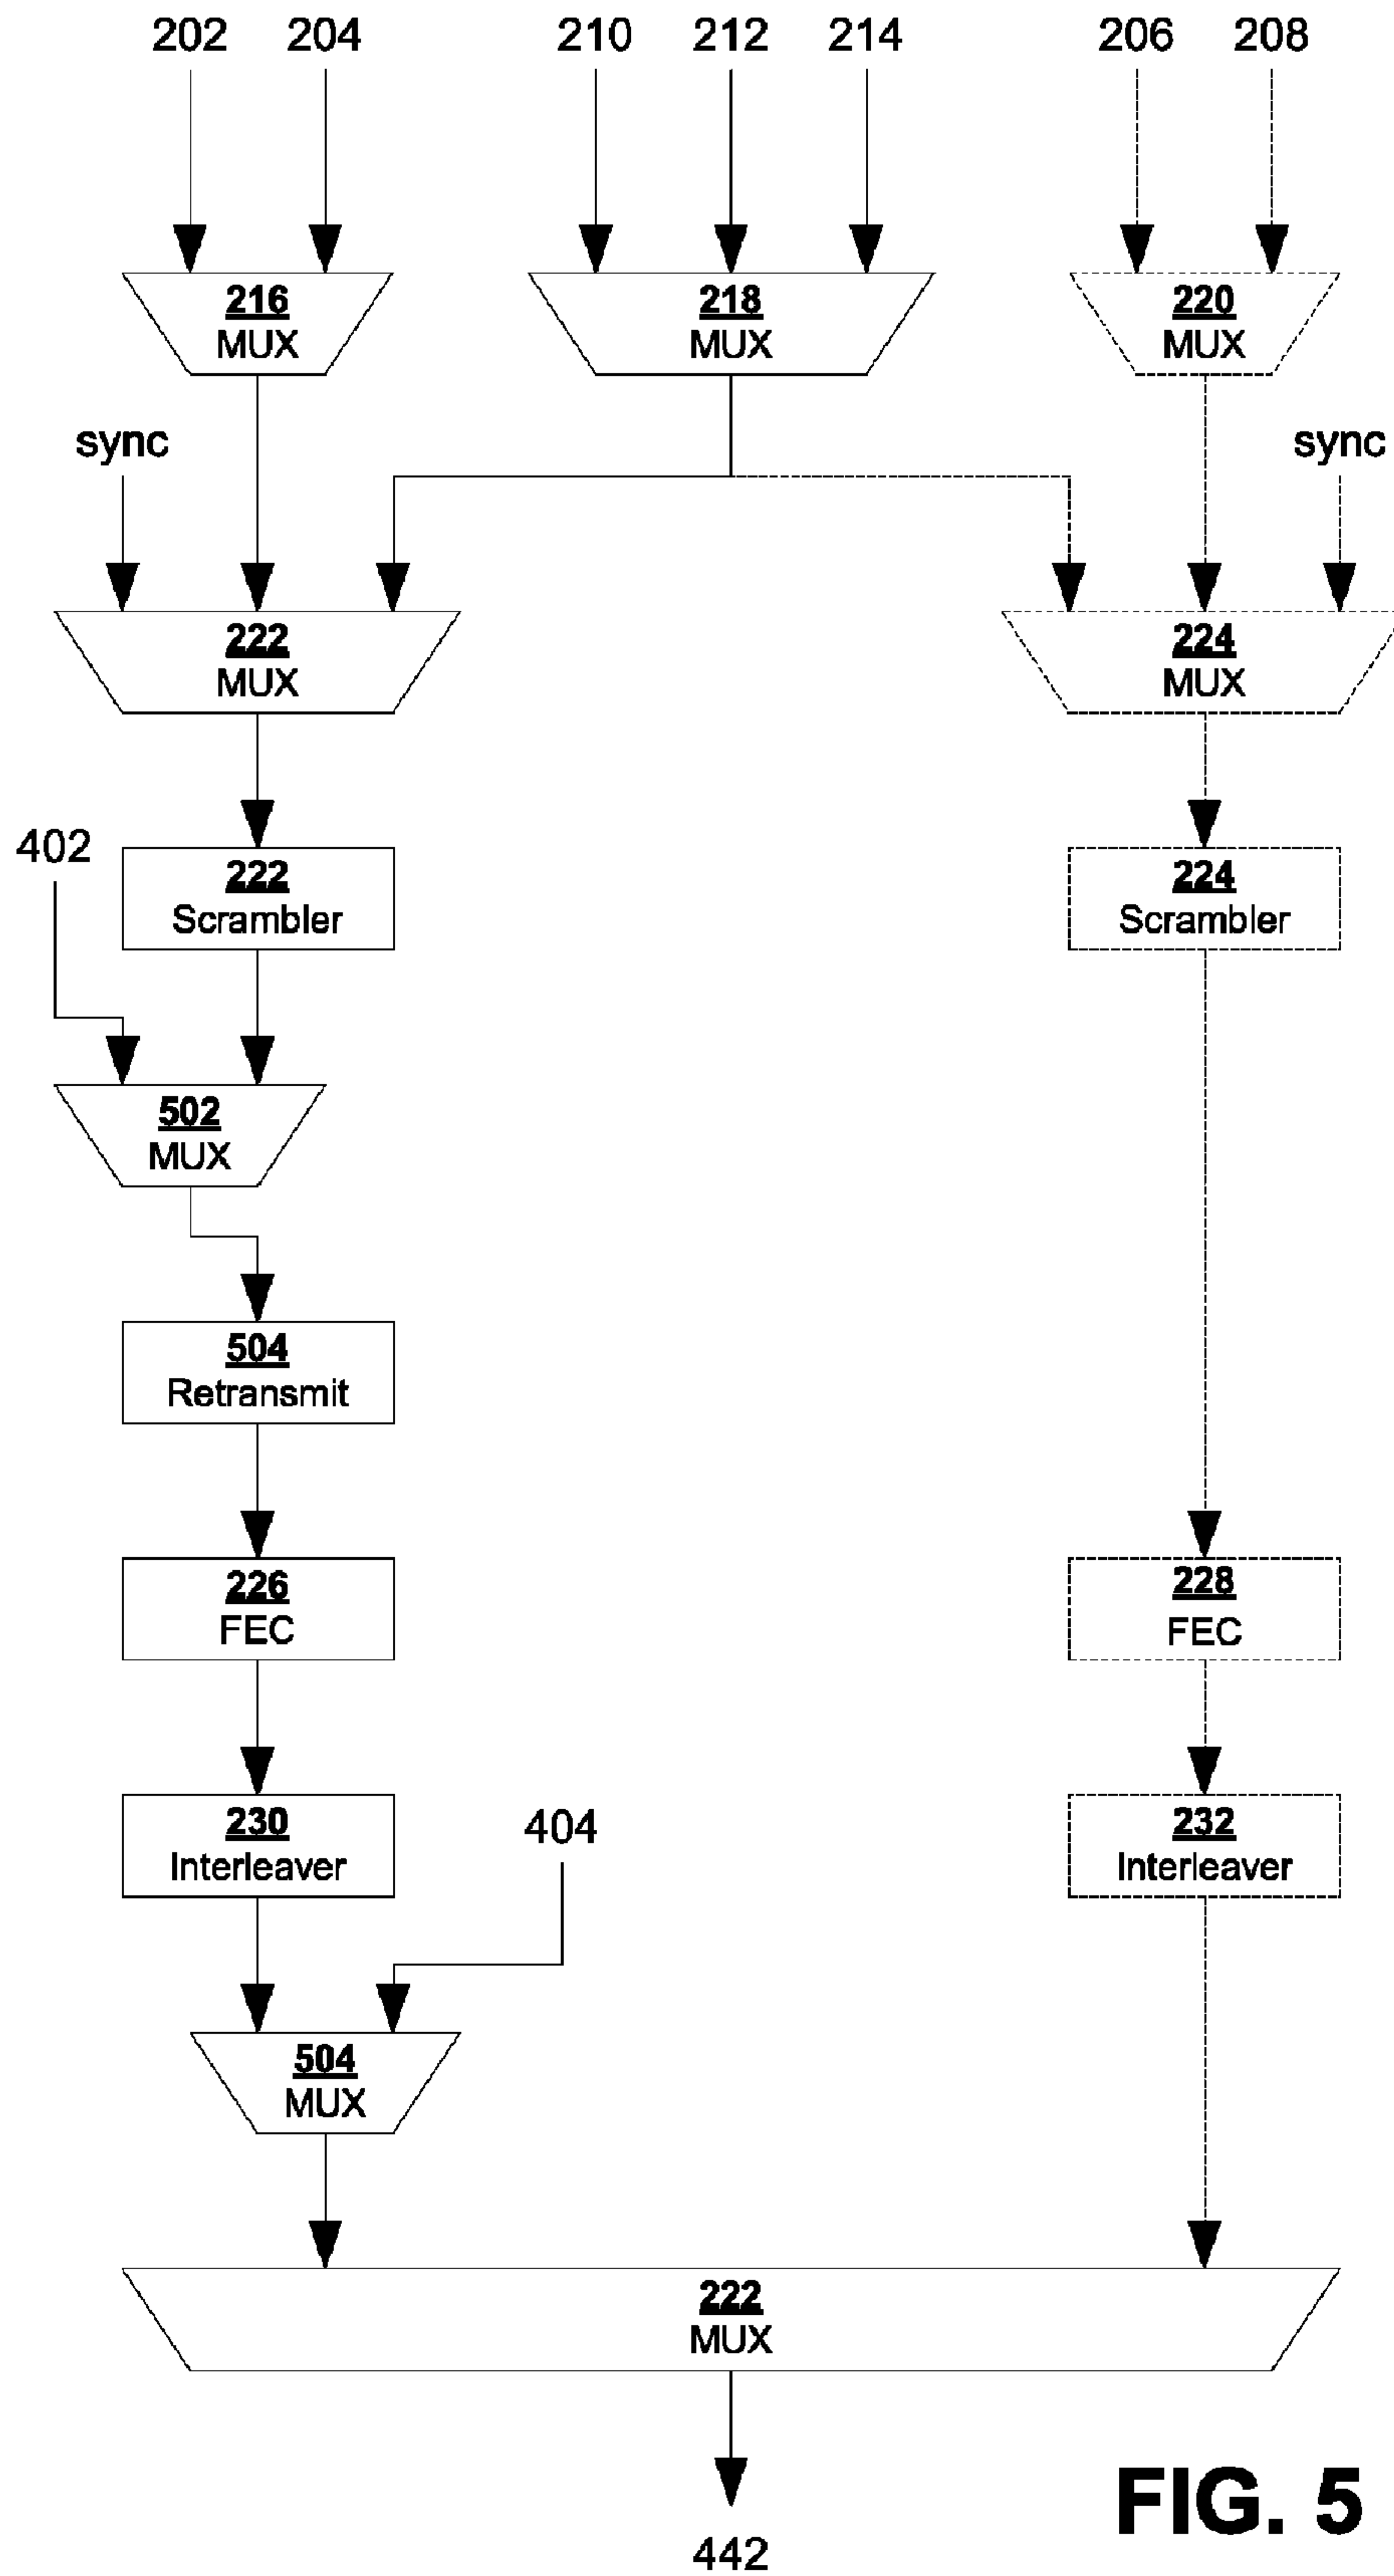 202 204 210 212 214 206 208
216 218 220
MUX MUX MUX
sync sync
222 224
MUX MUX
402
222 224
Scrambler Scrambler
502
MUX
504
Retransmit
226 228
FEC FEC
230 232
Interleaver Interleaver
404
504
MUX
222
MUX
442
FIG. 5